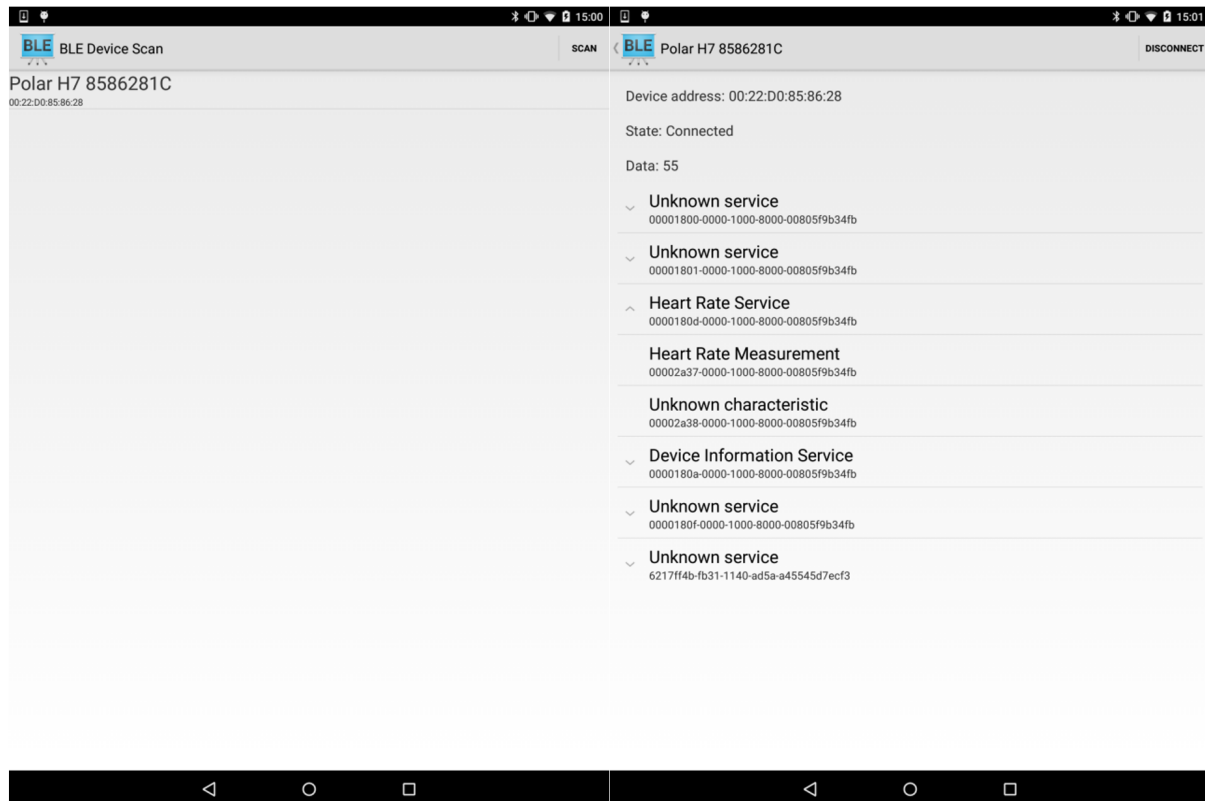 15:00
BLE BLE Device Scan SCAN
Polar H7 8586281C
00:22:D0:85:86:28
15:01
BLE Polar H7 8586281C DISCONNECT
Device address: 00:22:D0:85:86:28
State: Connected
Data: 55
Unknown service
00001800-0000-1000-8000-00805f9b34fb
Unknown service
00001801-0000-1000-8000-00805f9b34fb
Heart Rate Service
0000180d-0000-1000-8000-00805f9b34fb
Heart Rate Measurement
00002a37-0000-1000-8000-00805f9b34fb
Unknown characteristic
00002a38-0000-1000-8000-00805f9b34fb
Device Information Service
0000180a-0000-1000-8000-00805f9b34fb
Unknown service
0000180f-0000-1000-8000-00805f9b34fb
Unknown service
6217ff4b-fb31-1140-ad5a-a45545d7ecf3